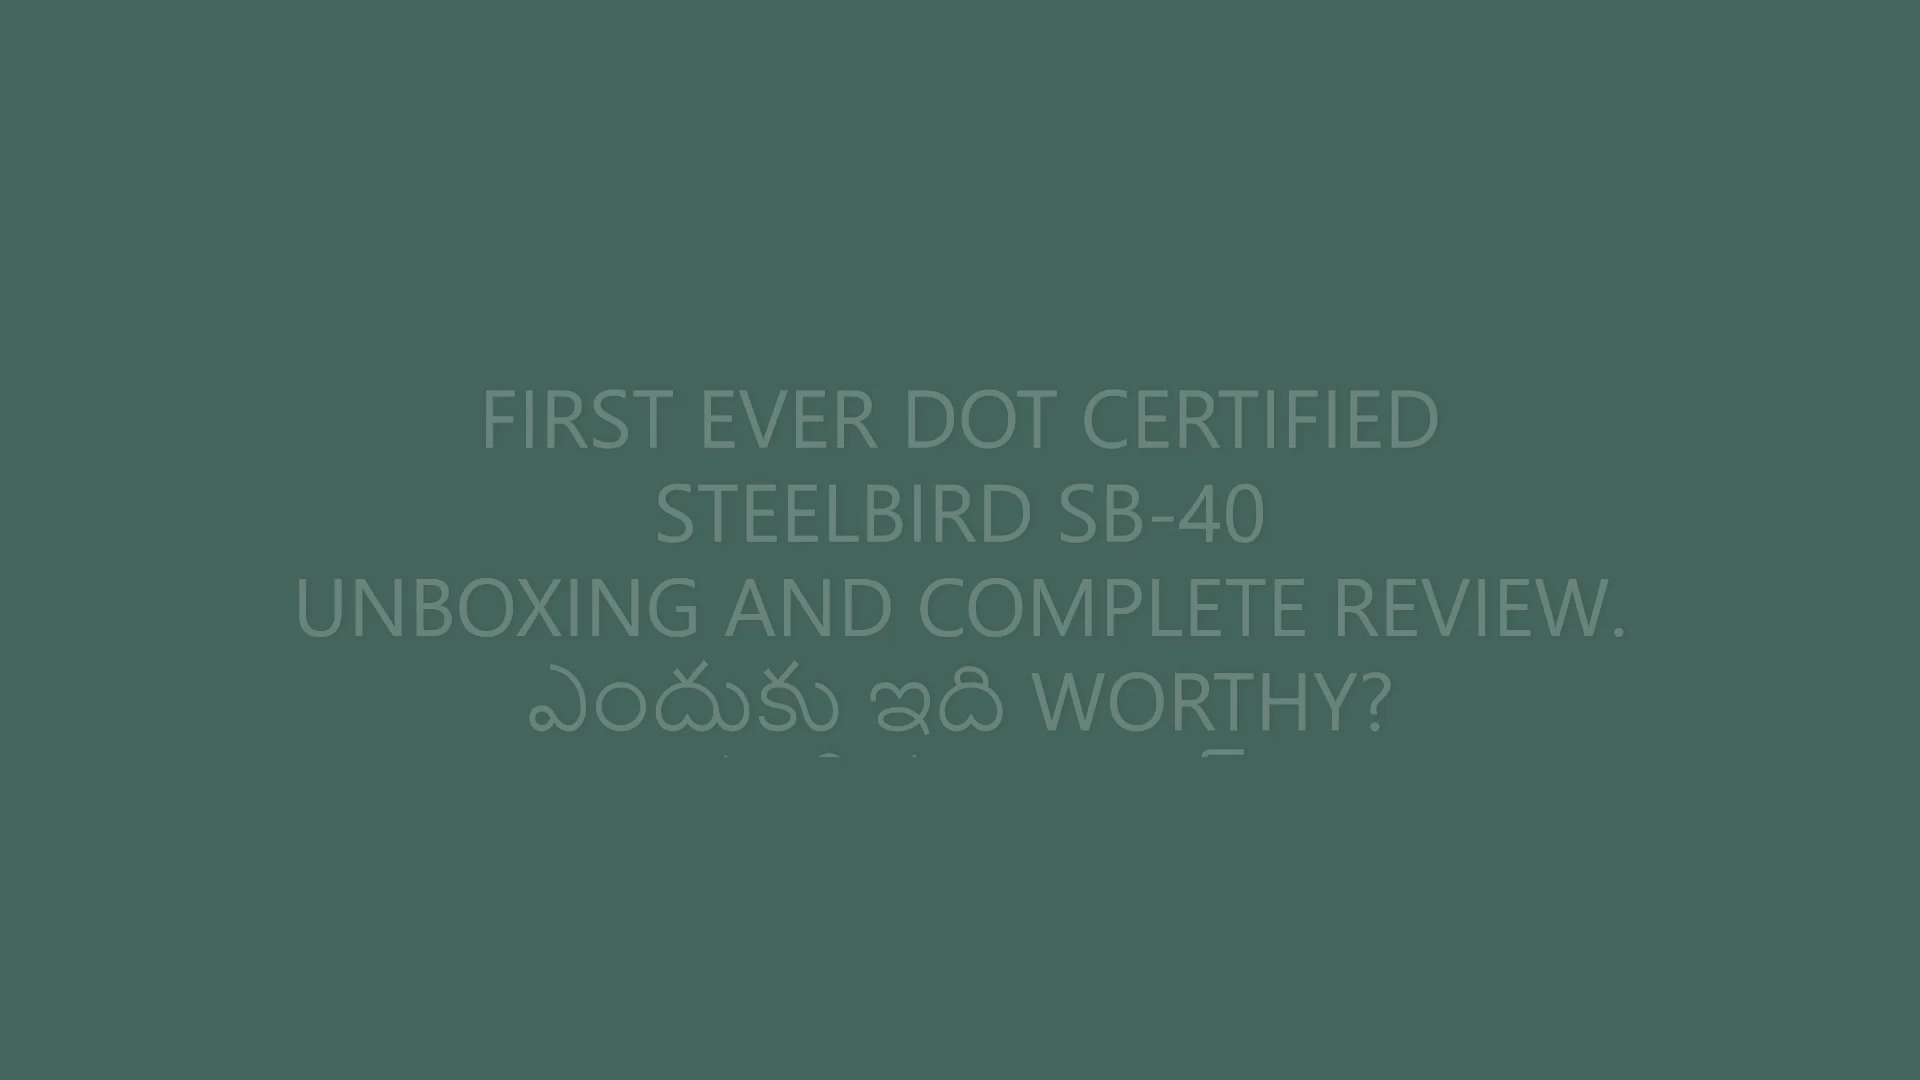 FIRST EVER DOT CERTIFIED
STEELBIRD SB-40
UNBOXING AND COMPLETE REVIEW.
ఎందుకు ఇది WORTHY?